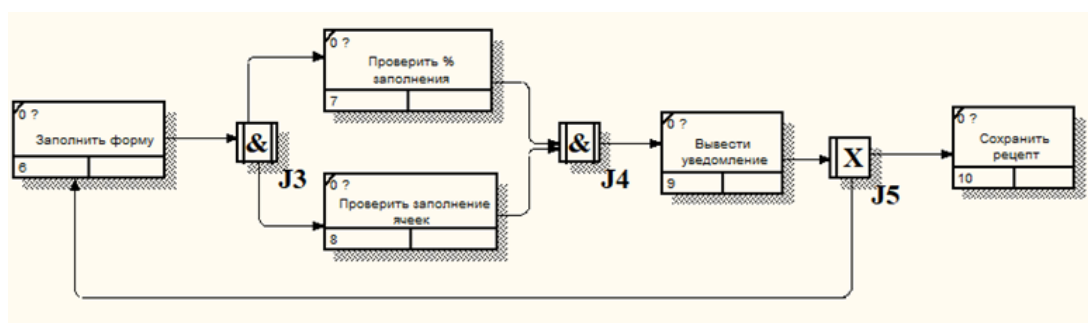 0 ?
Заполнить форму
6
&
J3
0 ?
Проверить %
заполнения
7
0 ?
Проверить заполнение
ячеек
8
&
J4
0 ?
Вывести
уведомление
9
X
J5
0 ?
Сохранить
рецепт
10